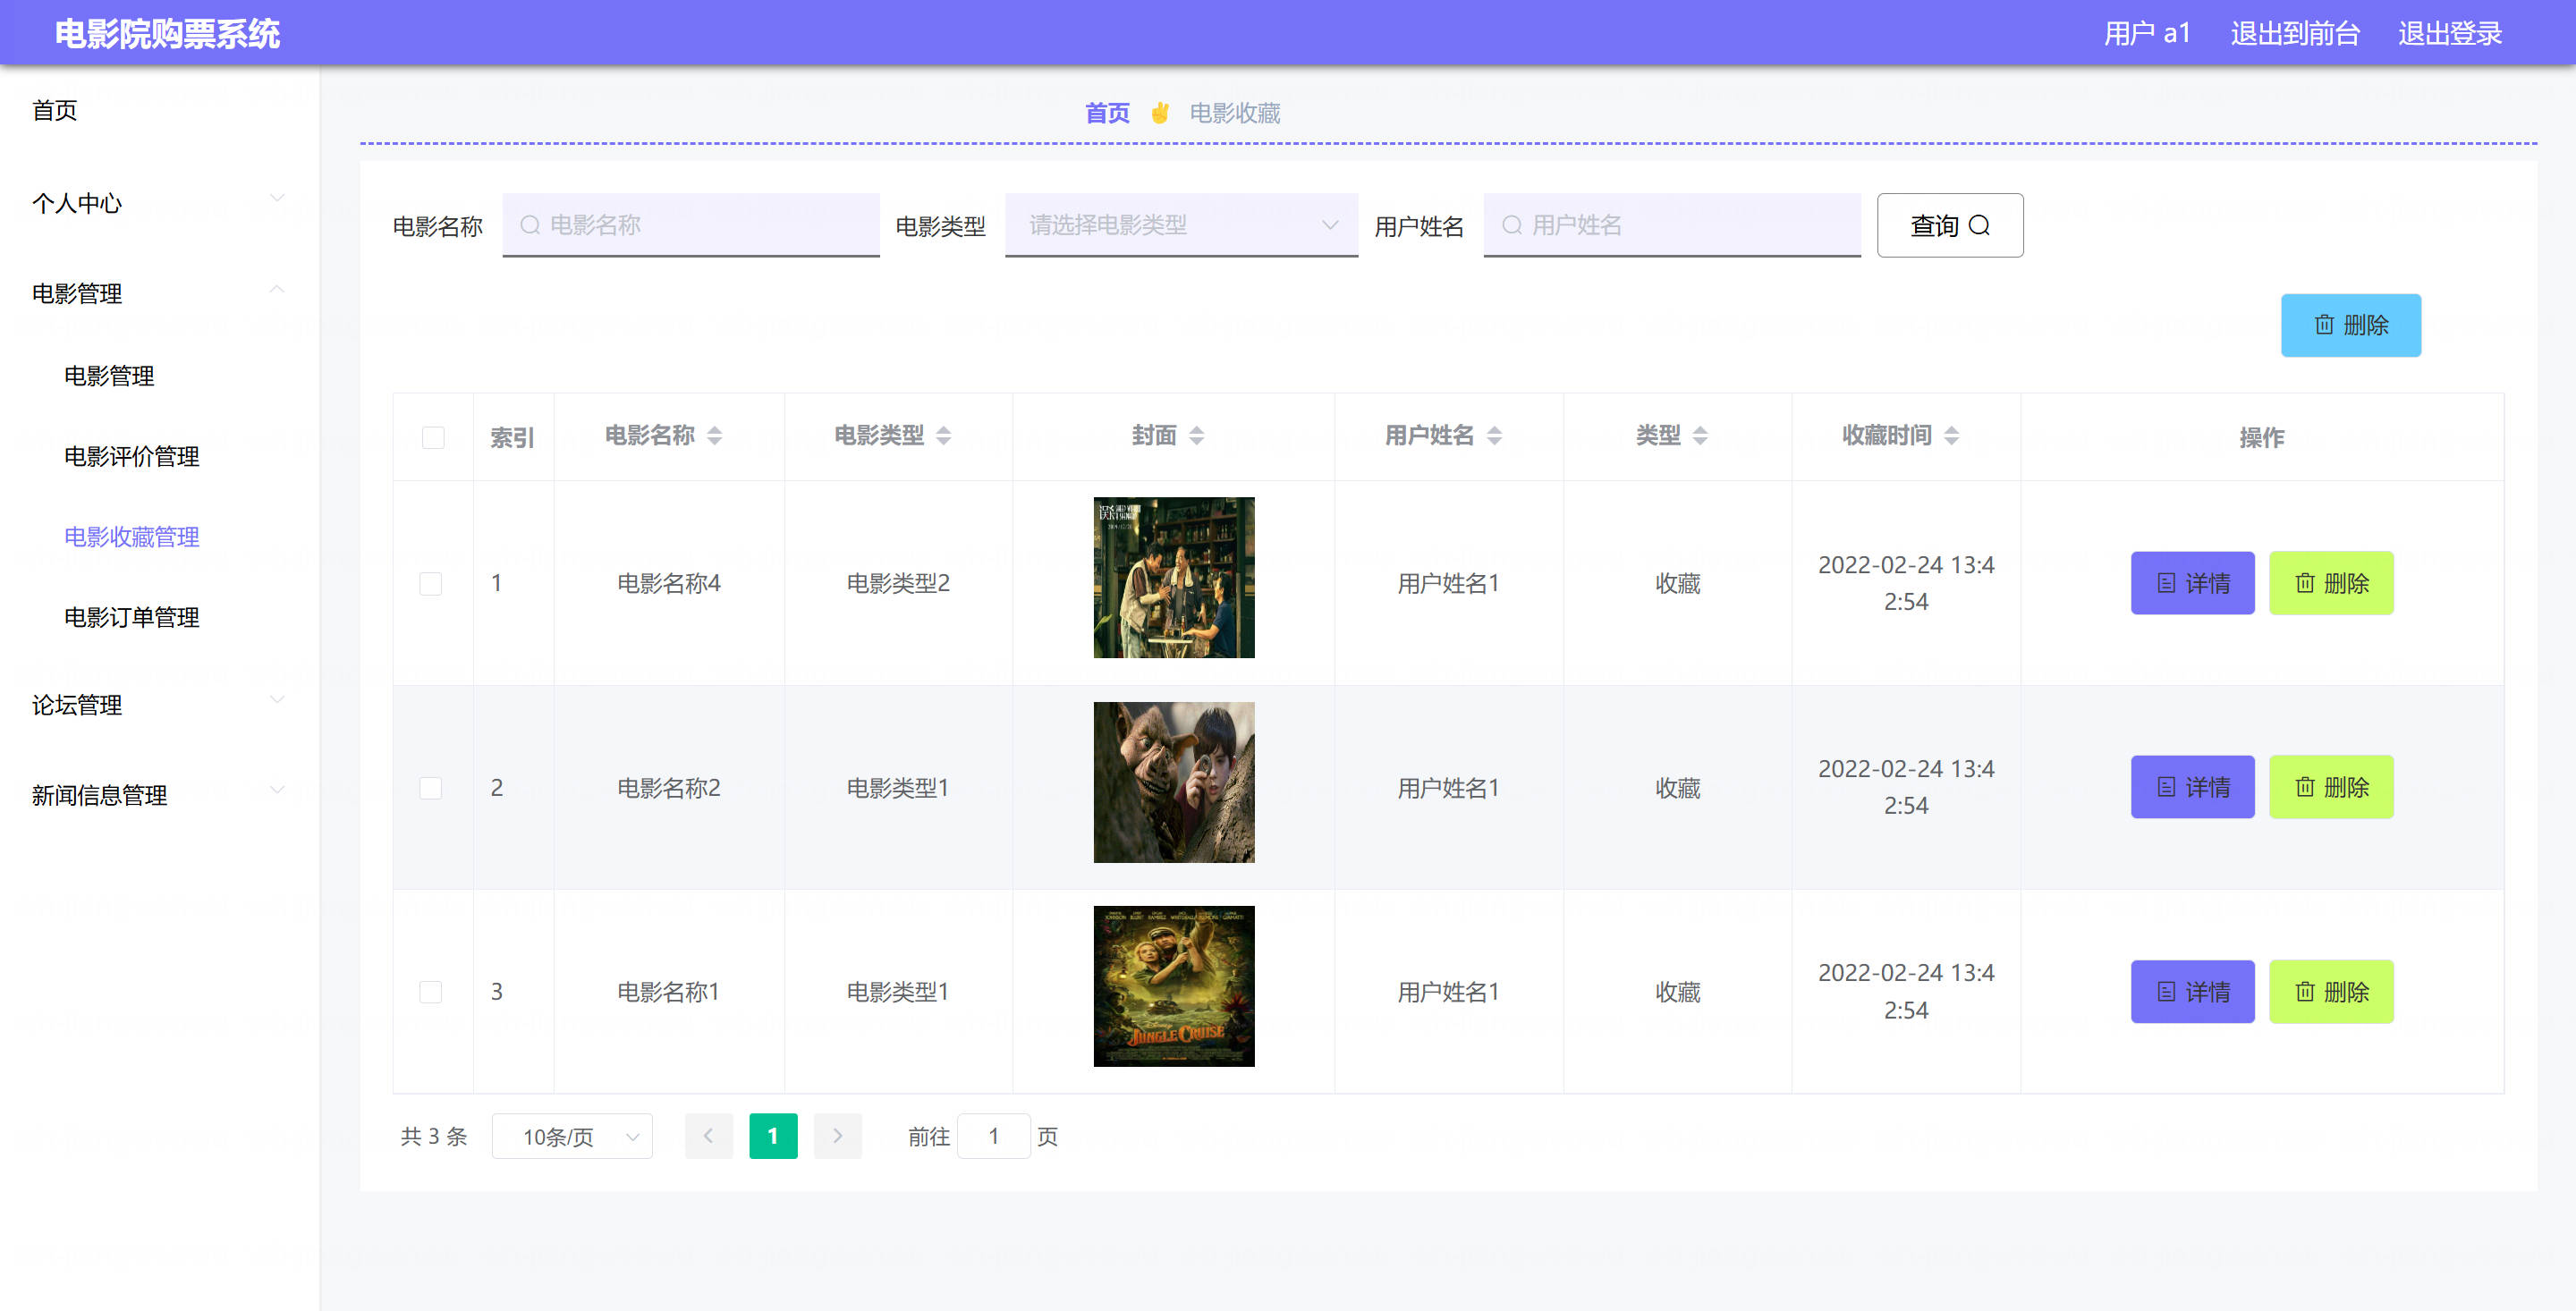 电影院购票系统
用户 a1 退出到前台 退出登录
首页
个人中心
电影管理
电影管理
电影评价管理
电影收藏管理
电影订单管理
论坛管理
新闻信息管理
首页 电影收藏
电影名称 电影名称 电影类型 请选择电影类型 用户姓名 用户姓名 查询
删除
索引 电影名称 电影类型 封面 用户姓名 类型 收藏时间 操作
1 电影名称4 电影类型2 用户姓名1 收藏 2022-02-24 13:4
2:54
详情 删除
2 电影名称2 电影类型1 用户姓名1 收藏 2022-02-24 13:4
2:54
详情 删除
3 电影名称1 电影类型1 用户姓名1 收藏 2022-02-24 13:4
2:54
详情 删除
JUNGLE CRUISE
共 3 条 10条/页 1 前往 1 页